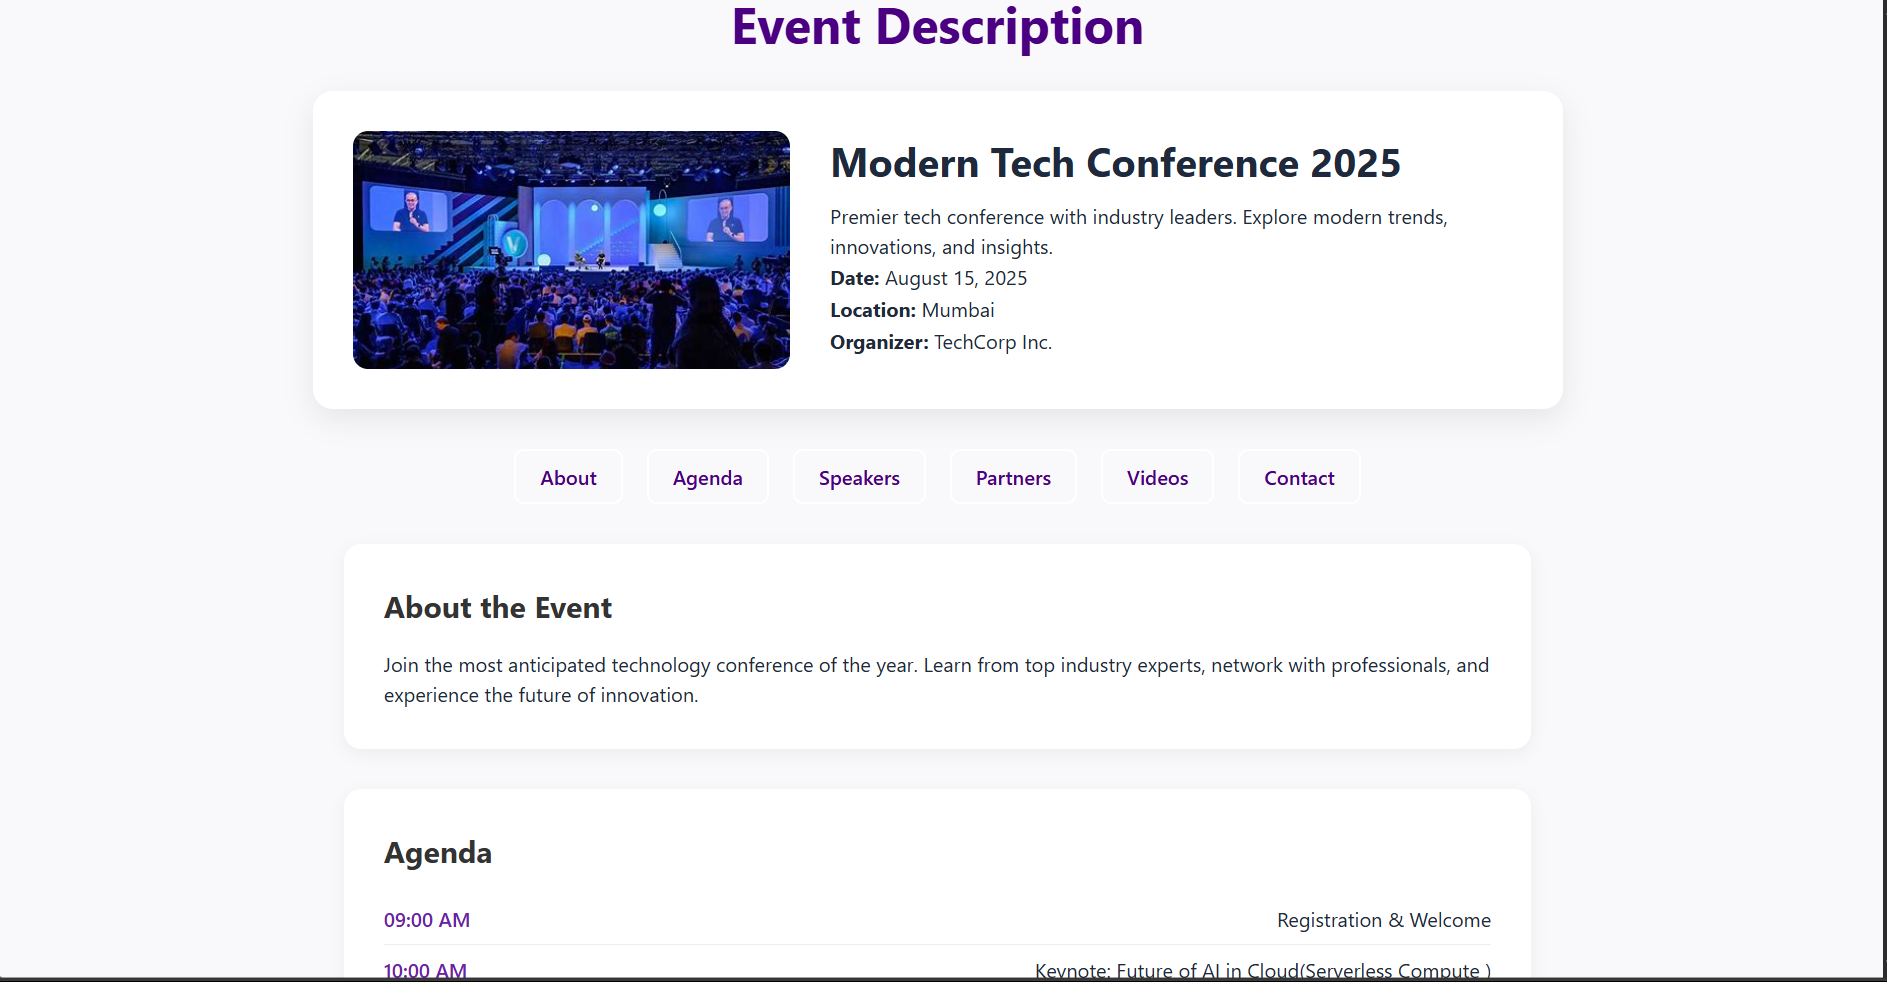 Event Description
Modern Tech Conference 2025
Premier tech conference with industry leaders. Explore modern trends,
innovations, and insights.
Date: August 15, 2025
Location: Mumbai
Organizer: TechCorp Inc.
About
Agenda
Speakers
Partners
Videos
Contact
About the Event
Join the most anticipated technology conference of the year. Learn from top industry experts, network with professionals, and
experience the future of innovation.
Agenda
09:00 AM Registration & Welcome
10:00 AM Keynote: Future of AI in Cloud(Serverless Compute )